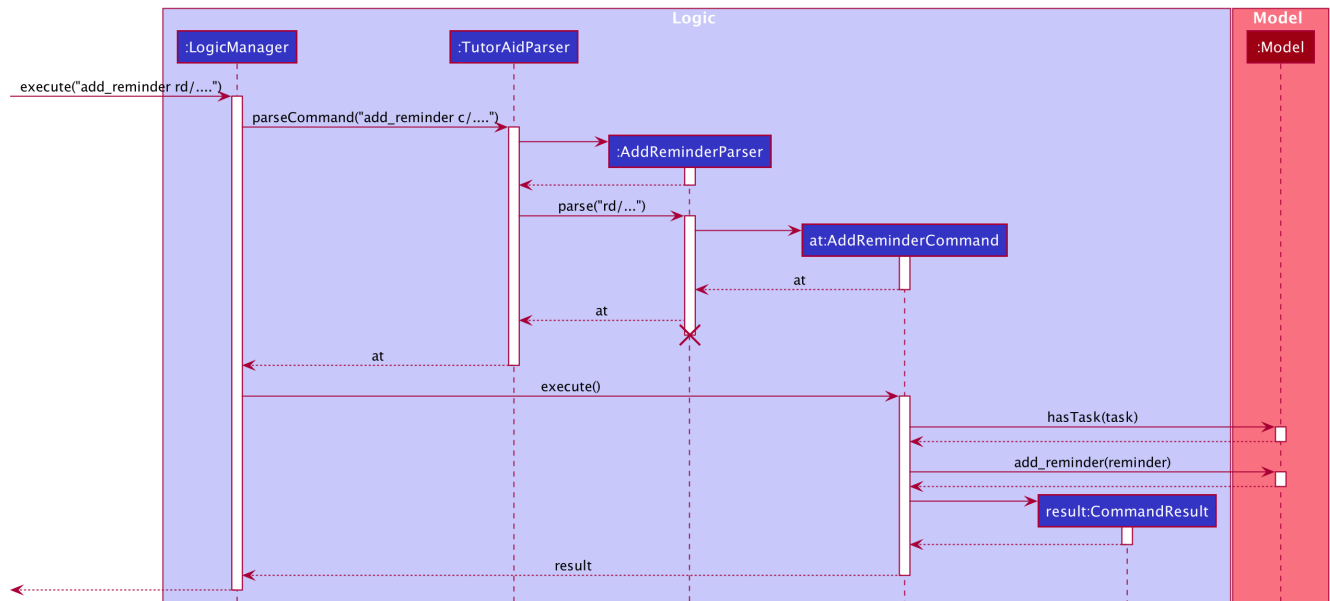 Logic
Model
:LogicManager
:TutorAidParser
:Model
execute("add_reminder rd/....")
parseCommand("add_reminder c/....")
:AddReminderParser
parse("rd/...")
at:AddReminderCommand
at
at
at
execute()
hasTask(task)
add_reminder(reminder)
result:CommandResult
result